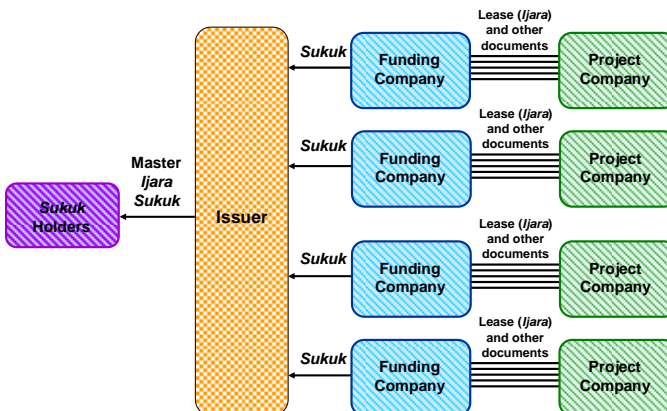 Lease (Ijara)
and other
documents
Sukuk
Funding
Company
Project
Company
Lease (Ijara)
and other
documents
Sukuk
Funding
Company
Project
Company
Master
Ijara
Sukuk
Sukuk
Holders
Issuer
Lease (Ijara)
and other
documents
Sukuk
Funding
Company
Project
Company
Lease (Ijara)
and other
documents
Sukuk
Funding
Company
Project
Company